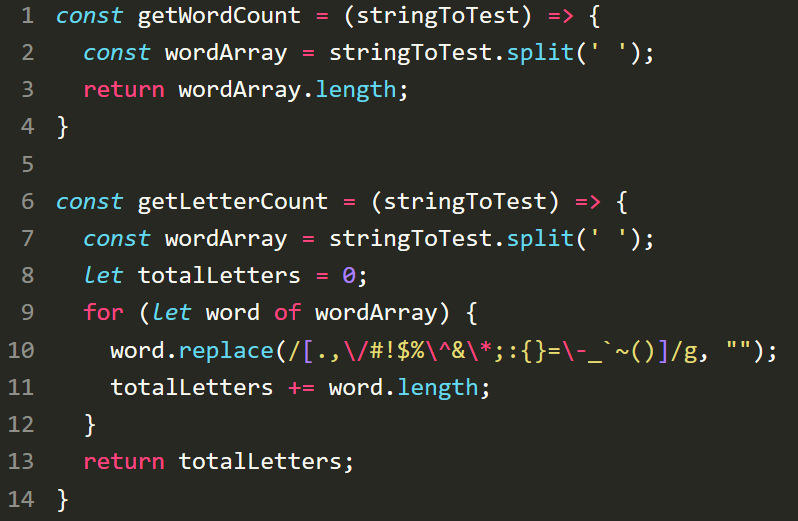 1 const getWordCount = (stringToTest) => {
2   const wordArray = stringToTest.split(' ');
3   return wordArray.length;
4 }
5
6 const getLetterCount = (stringToTest) => {
7   const wordArray = stringToTest.split(' ');
8   let totalLetters = 0;
9   for (let word of wordArray) {
10     word.replace(/[.,\/#!$%\^&\*;:{}=\-_`~()]/g, "");
11     totalLetters += word.length;
12   }
13   return totalLetters;
14 }